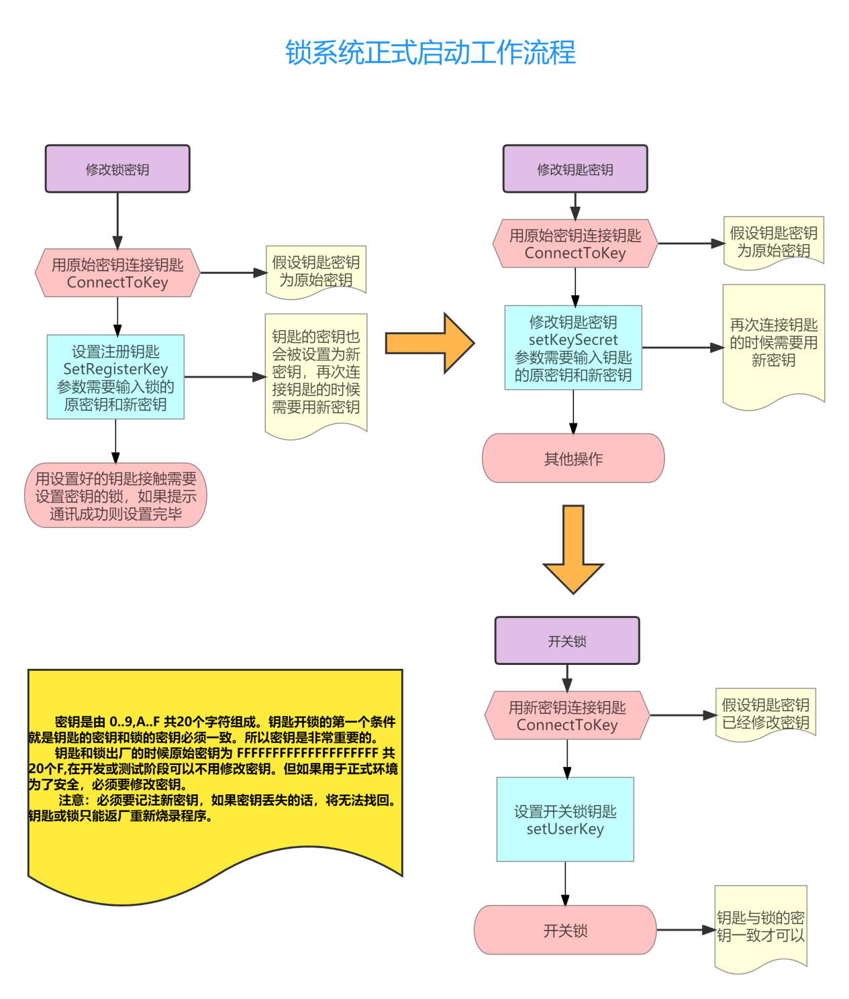 锁系统正式启动工作流程
修改锁密钥
用原始密钥连接钥匙
ConnectToKey
假设钥匙密钥
为原始密钥
设置注册钥匙
SetRegisterKey
参数需要输入锁的
原密钥和新密钥
钥匙的密钥也
会被设置为新
密钥，再次连
接钥匙的时候
需要用新密钥
用设置好的钥匙接触需要
设置密钥的锁，如果提示
通讯成功则设置完毕
修改钥匙密钥
用原始密钥连接钥匙
ConnectToKey
假设钥匙密钥
为原始密钥
修改钥匙密钥
setKeySecret
参数需要输入钥匙
的原密钥和新密钥
再次连接钥匙
的时候需要用
新密钥
其他操作
开关锁
用新密钥连接钥匙
ConnectToKey
假设钥匙密钥
已经修改密钥
设置开关锁钥匙
setUserKey
开关锁
钥匙与锁的密
钥一致才可以
密钥是由 0..9,A..F 共20个字符组成。钥匙开锁的第一个条件
就是钥匙的密钥和锁的密钥必须一致。所以密钥是非常重要的。
钥匙和锁出厂的时候原始密钥为 FFFFFFFFFFFFFFFFFFFF 共
20个F,在开发或测试阶段可以不用修改密钥。但如果用于正式环境
为了安全，必须要修改密钥。
注意：必须要记注新密钥，如果密钥丢失的话，将无法找回。
钥匙或锁只能返厂重新烧录程序。